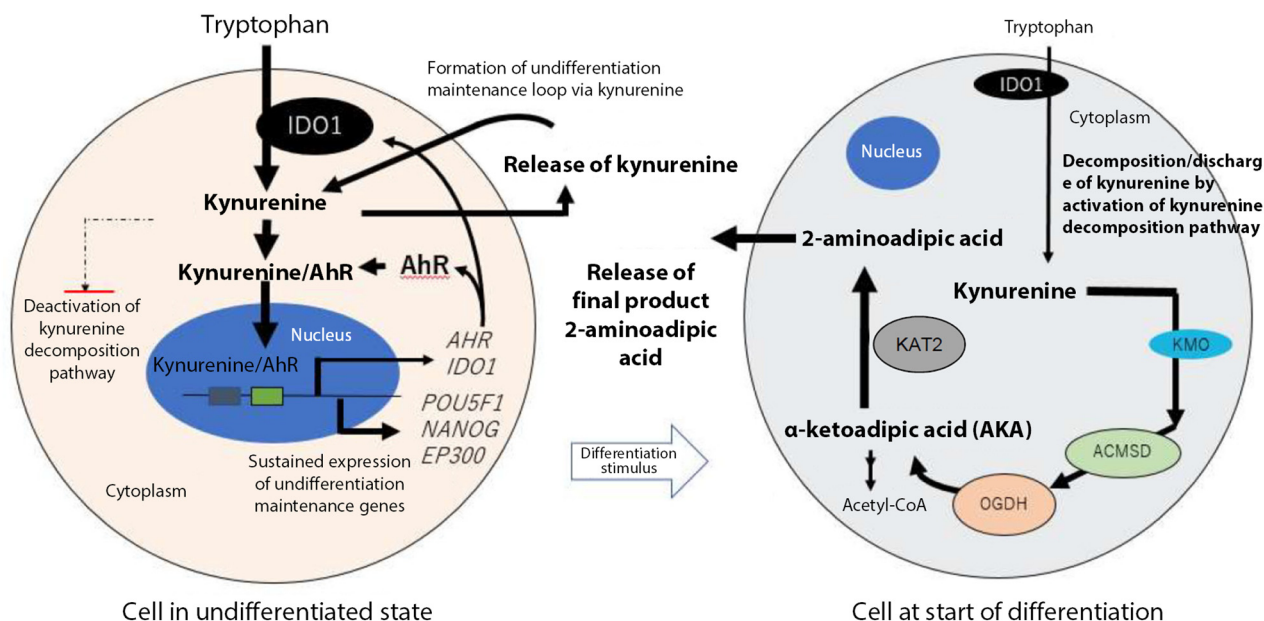 Tryptophan
IDO1
Formation of undifferentiation
maintenance loop via kynurenine
Release of kynurenine
Kynurenine
Kynurenine/AhR
AhR
Deactivation of
kynurenine
decomposition
pathway
Nucleus
Kynurenine/AhR
AHR
IDO1
POU5F1
NANOG
EP300
Sustained expression
of undifferentiation
maintenance genes
Cytoplasm
Cell in undifferentiated state
Differentiation
stimulus
Release of
final product
2-aminoadipic
acid
Tryptophan
IDO1
Cytoplasm
Nucleus
Decomposition/discharg
e of kynurenine by
activation of kynurenine
decomposition pathway
2-aminoadipic acid
Kynurenine
KMO
KAT2
α-ketoadipic acid (AKA)
ACMSD
OGDH
Acetyl-CoA
Cell at start of differentiation